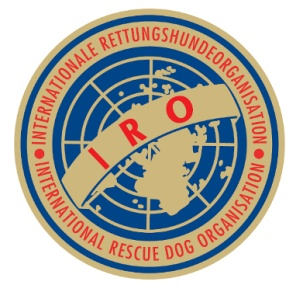 INTERNATIONALE RETTUNGSHUNDEORGANISATION
IRO
INTERNATIONAL RESCUE DOG ORGANISATION